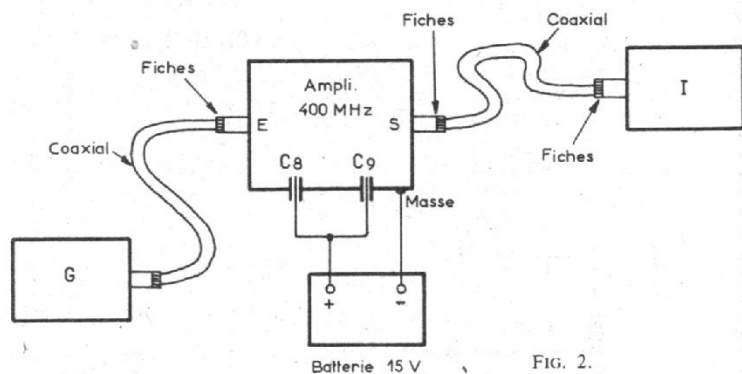 Fiches
Coaxial
Fiches
Ampli.
400 MHz
E
S
I
Coaxial
Fiches
C8
C9
Masse
G
+
−
Batterie 15 V
FIG. 2.